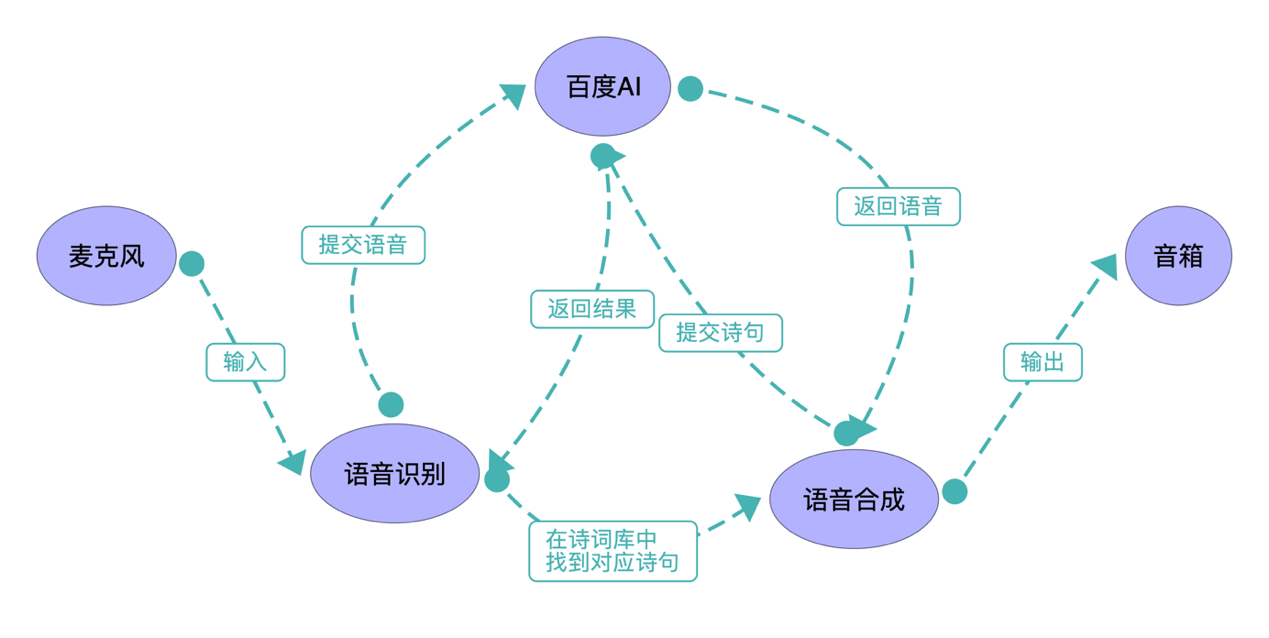 百度AI
返回语音
麦克风
提交语音
音箱
返回结果
提交诗句
输入
输出
语音识别
语音合成
在诗词库中
找到对应诗句